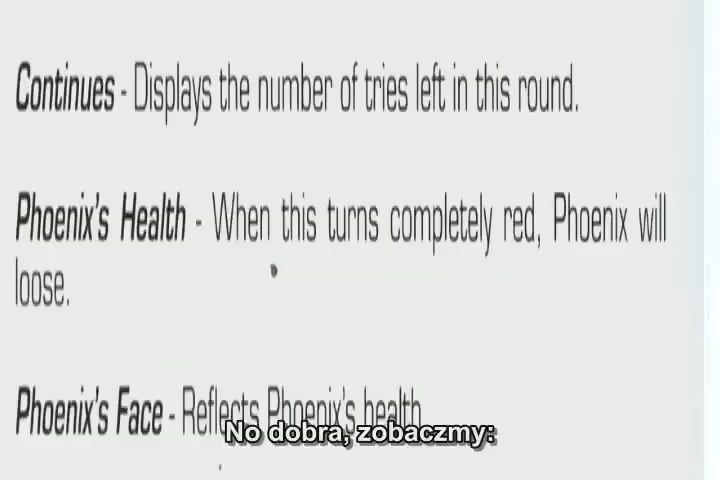 Continues - Displays the number of tries left in this round.
Phoenix's Health - When this turns completely red, Phoenix will
loose.
Phoenix's Face - Reflects Phoenix's health
No dobra, zobaczmy: